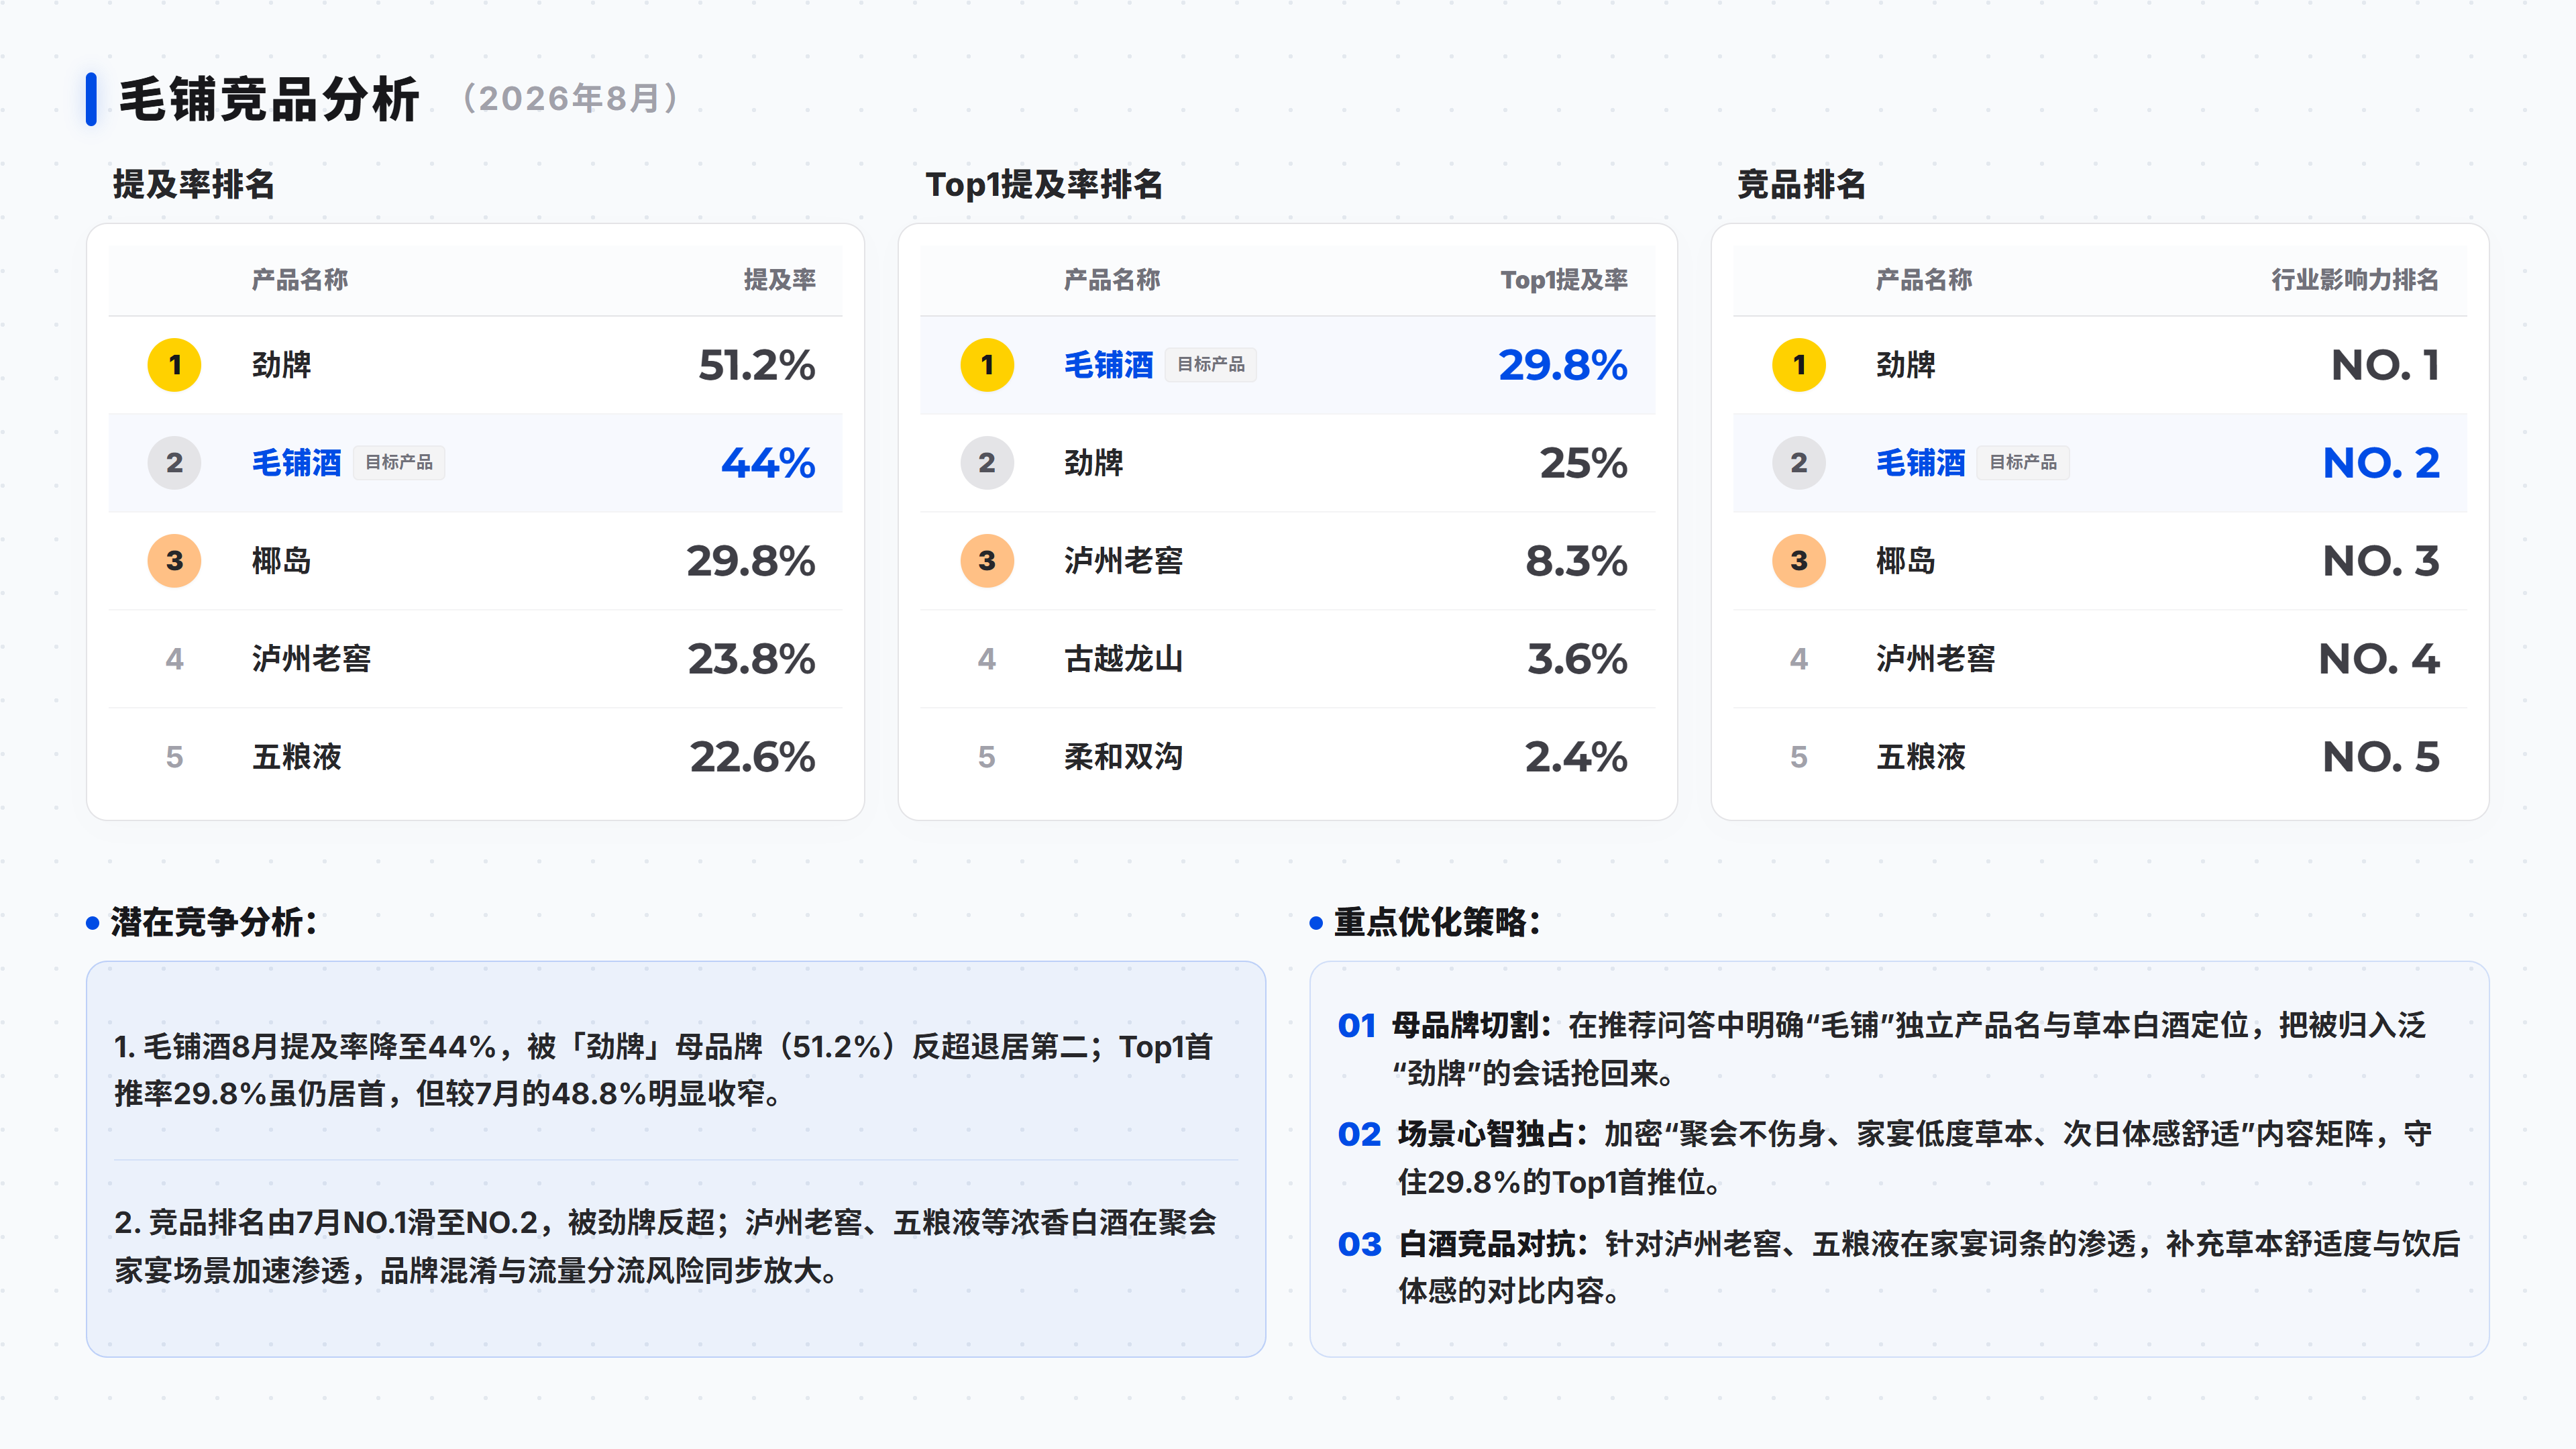 毛铺竞品分析 （2026年8月）
提及率排名
产品名称 提及率
1 劲牌 51.2%
2 毛铺酒 目标产品 44%
3 椰岛 29.8%
4 泸州老窖 23.8%
5 五粮液 22.6%
Top1提及率排名
产品名称 Top1提及率
1 毛铺酒 目标产品 29.8%
2 劲牌 25%
3 泸州老窖 8.3%
4 古越龙山 3.6%
5 柔和双沟 2.4%
竞品排名
产品名称 行业影响力排名
1 劲牌 NO. 1
2 毛铺酒 目标产品 NO. 2
3 椰岛 NO. 3
4 泸州老窖 NO. 4
5 五粮液 NO. 5
潜在竞争分析：
1. 毛铺酒8月提及率降至44%，被「劲牌」母品牌（51.2%）反超退居第二；Top1首
推率29.8%虽仍居首，但较7月的48.8%明显收窄。
2. 竞品排名由7月NO.1滑至NO.2，被劲牌反超；泸州老窖、五粮液等浓香白酒在聚会
家宴场景加速渗透，品牌混淆与流量分流风险同步放大。
重点优化策略：
01 母品牌切割：在推荐问答中明确“毛铺”独立产品名与草本白酒定位，把被归入泛
“劲牌”的会话抢回来。
02 场景心智独占：加密“聚会不伤身、家宴低度草本、次日体感舒适”内容矩阵，守
住29.8%的Top1首推位。
03 白酒竞品对抗：针对泸州老窖、五粮液在家宴词条的渗透，补充草本舒适度与饮后
体感的对比内容。